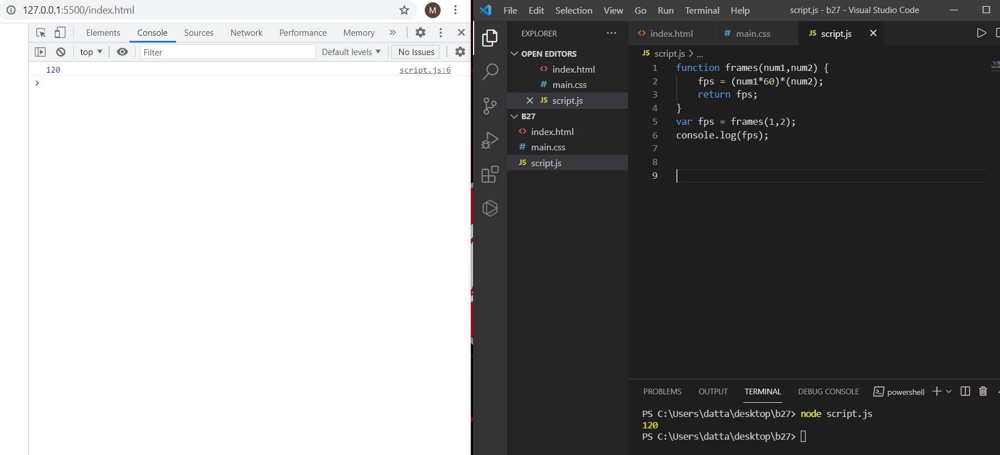 127.0.0.1:5500/index.html
M
Elements Console Sources Network Performance Memory
top Filter Default levels No Issues
120 script.js:6
File Edit Selection View Go Run Terminal Help script.js - b27 - Visual Studio Code
EXPLORER
OPEN EDITORS
index.html
# main.css
JS script.js
B27
index.html
# main.css
JS script.js
index.html # main.css JS script.js
JS script.js > ...
1 function frames(num1,num2) {
2 fps = (num1*60)*(num2);
3 return fps;
4 }
5 var fps = frames(1,2);
6 console.log(fps);
7
8
9
PROBLEMS OUTPUT TERMINAL DEBUG CONSOLE powershell
PS C:\Users\datta\desktop\b27> node script.js
120
PS C:\Users\datta\desktop\b27>